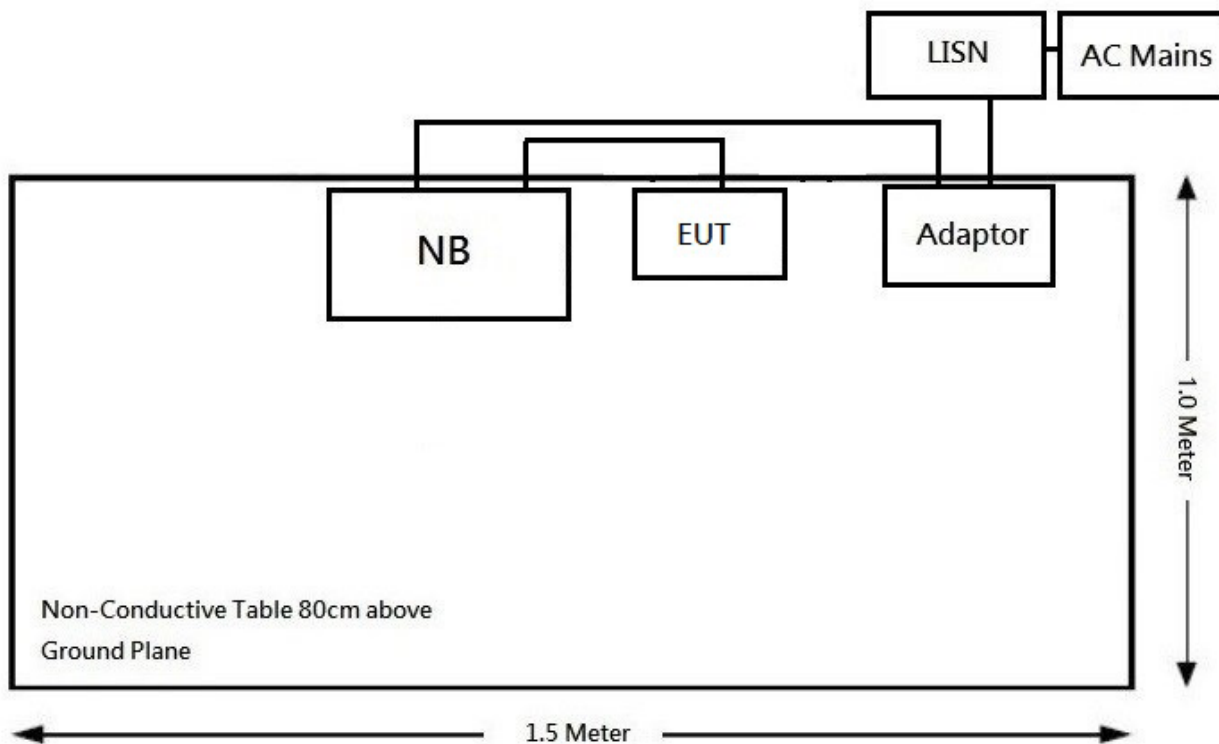 LISN
AC Mains
NB
EUT
Adaptor
1.0 Meter
Non-Conductive Table 80cm above
Ground Plane
1.5 Meter